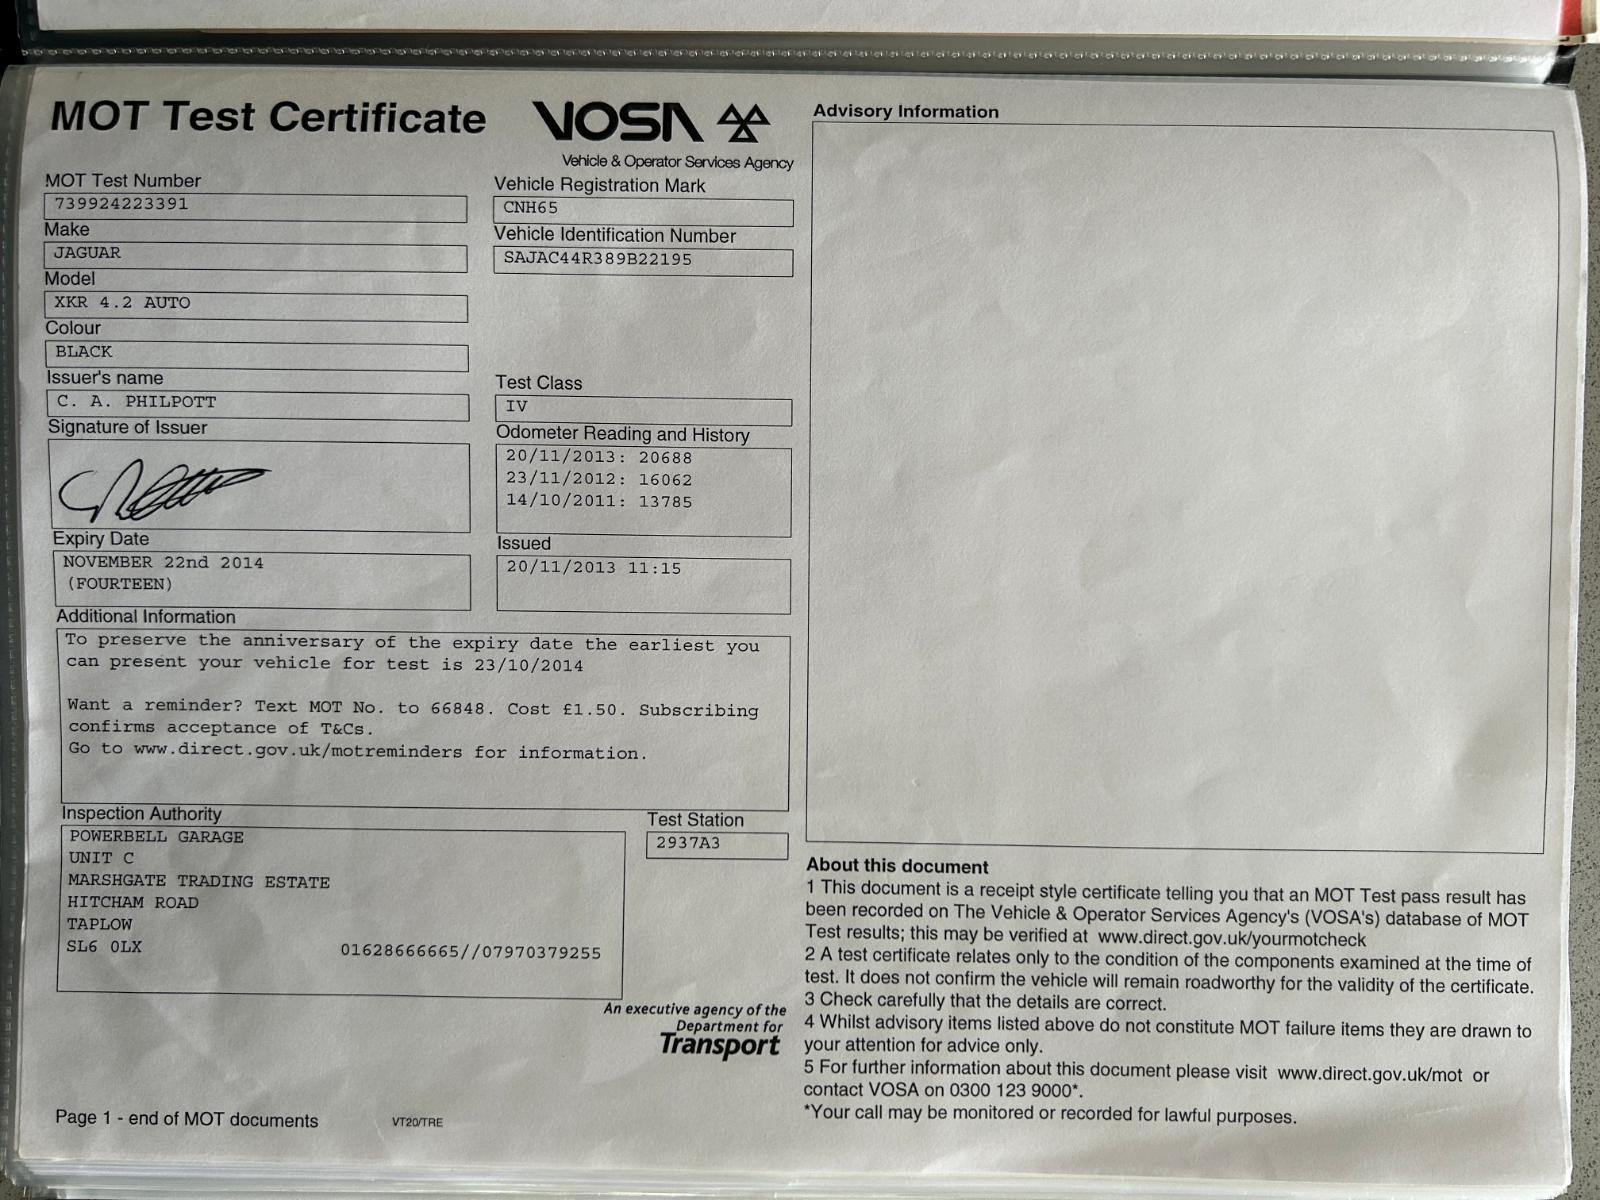 MOT Test Certificate
VOSA
Vehicle & Operator Services Agency
MOT Test Number
739924223391
Vehicle Registration Mark
CNH65
Make
JAGUAR
Vehicle Identification Number
SAJAC44R389B22195
Model
XKR 4.2 AUTO
Colour
BLACK
Issuer's name
C. A. PHILPOTT
Test Class
IV
Signature of Issuer
Odometer Reading and History
20/11/2013: 20688
23/11/2012: 16062
14/10/2011: 13785
Expiry Date
NOVEMBER 22nd 2014
(FOURTEEN)
Issued
20/11/2013 11:15
Additional Information
To preserve the anniversary of the expiry date the earliest you
can present your vehicle for test is 23/10/2014
Want a reminder? Text MOT No. to 66848. Cost £1.50. Subscribing
confirms acceptance of T&Cs.
Go to www.direct.gov.uk/motreminders for information.
Inspection Authority
POWERBELL GARAGE
UNIT C
MARSHGATE TRADING ESTATE
HITCHAM ROAD
TAPLOW
SL6 0LX 01628666665//07970379255
Test Station
2937A3
An executive agency of the
Department for
Transport
Page 1 - end of MOT documents VT20/TRE
Advisory Information
About this document
1 This document is a receipt style certificate telling you that an MOT Test pass result has
been recorded on The Vehicle & Operator Services Agency's (VOSA's) database of MOT
Test results; this may be verified at www.direct.gov.uk/yourmotcheck
2 A test certificate relates only to the condition of the components examined at the time of
test. It does not confirm the vehicle will remain roadworthy for the validity of the certificate.
3 Check carefully that the details are correct.
4 Whilst advisory items listed above do not constitute MOT failure items they are drawn to
your attention for advice only.
5 For further information about this document please visit www.direct.gov.uk/mot or
contact VOSA on 0300 123 9000*.
*Your call may be monitored or recorded for lawful purposes.